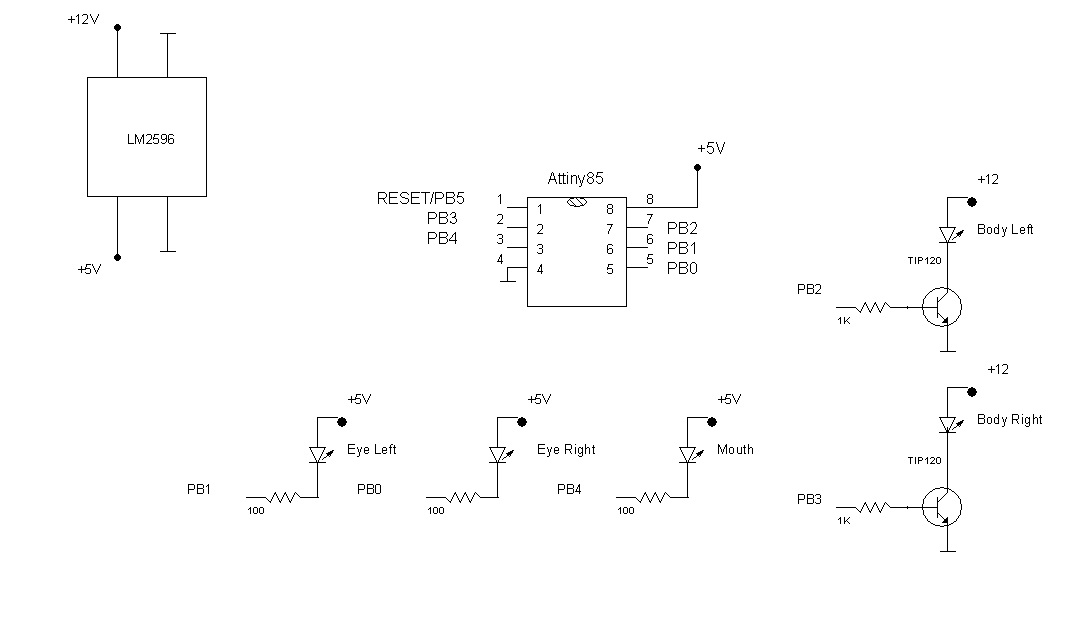 +12V
LM2596
+5V
+5V
Attiny85
RESET/PB5 1 1 8 8
PB3 2 2 7 7 PB2
PB4 3 3 6 6 PB1
4 4 5 5 PB0
+12
Body Left
TIP120
PB2
1K
+12
Body Right
TIP120
PB3
1K
+5V
Eye Left
PB1
100
+5V
Eye Right
PB0
100
+5V
Mouth
PB4
100